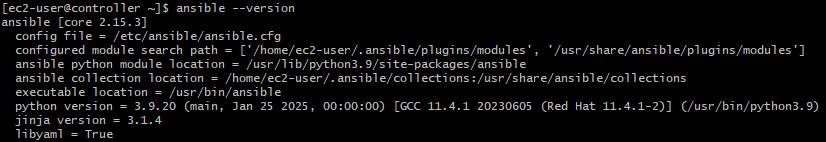 [ec2-user@controller ~]$ ansible --version
ansible [core 2.15.3]
  config file = /etc/ansible/ansible.cfg
  configured module search path = ['/home/ec2-user/.ansible/plugins/modules', '/usr/share/ansible/plugins/modules']
  ansible python module location = /usr/lib/python3.9/site-packages/ansible
  ansible collection location = /home/ec2-user/.ansible/collections:/usr/share/ansible/collections
  executable location = /usr/bin/ansible
  python version = 3.9.20 (main, Jan 25 2025, 00:00:00) [GCC 11.4.1 20230605 (Red Hat 11.4.1-2)] (/usr/bin/python3.9)
  jinja version = 3.1.4
  libyaml = True